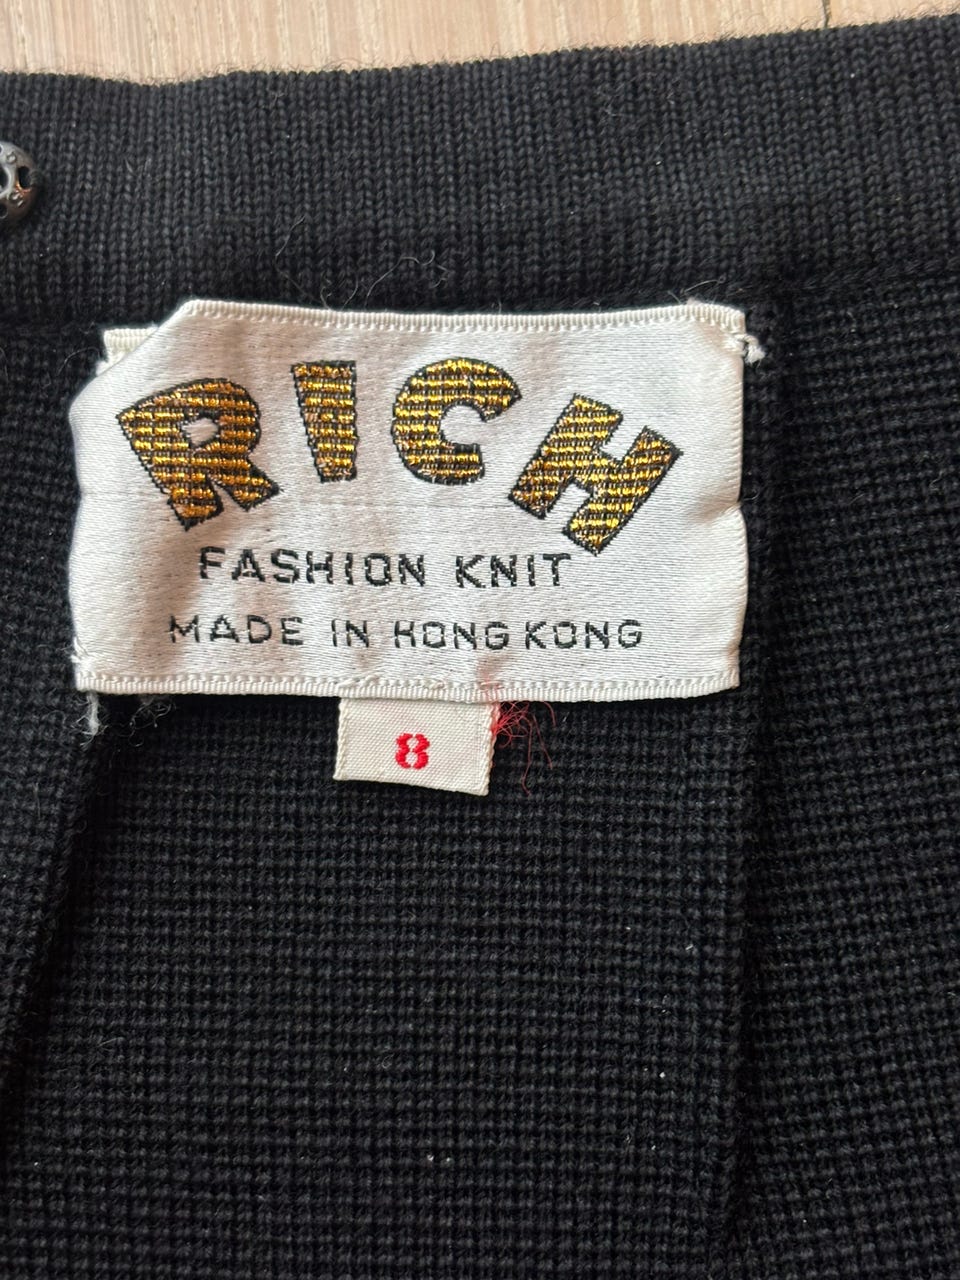 RICH
FASHION KNIT
MADE IN HONG KONG
8